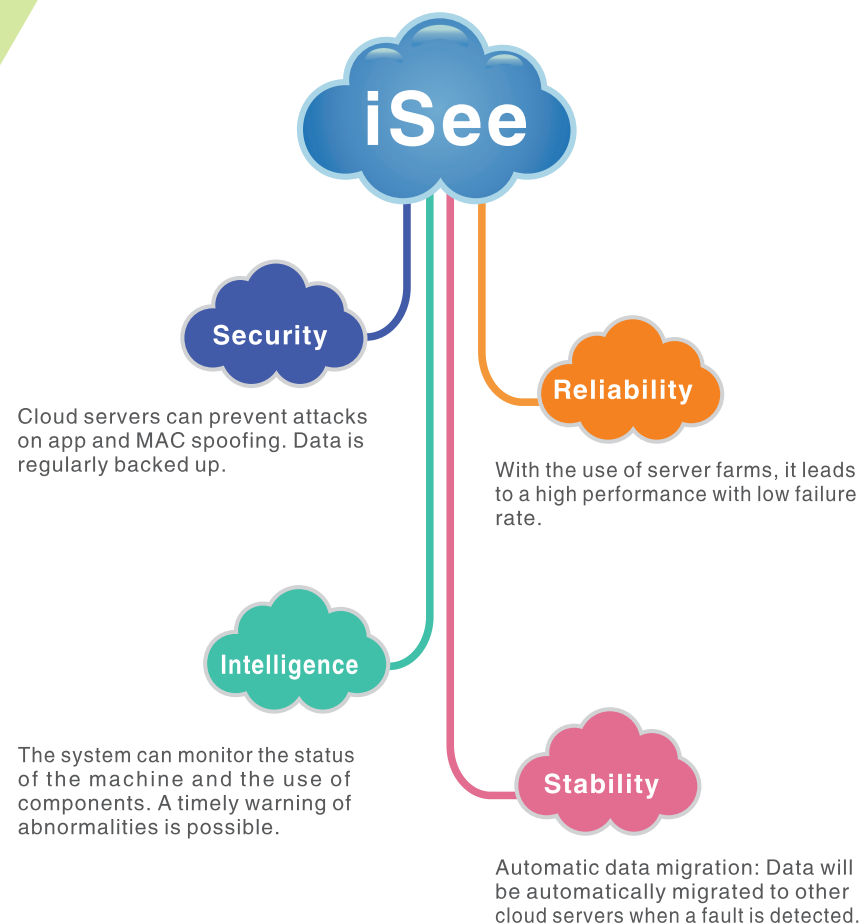 iSee
Security
Cloud servers can prevent attacks
on app and MAC spoofing. Data is
regularly backed up.
Reliability
With the use of server farms, it leads
to a high performance with low failure
rate.
Intelligence
The system can monitor the status
of the machine and the use of
components. A timely warning of
abnormalities is possible.
Stability
Automatic data migration: Data will
be automatically migrated to other
cloud servers when a fault is detected.